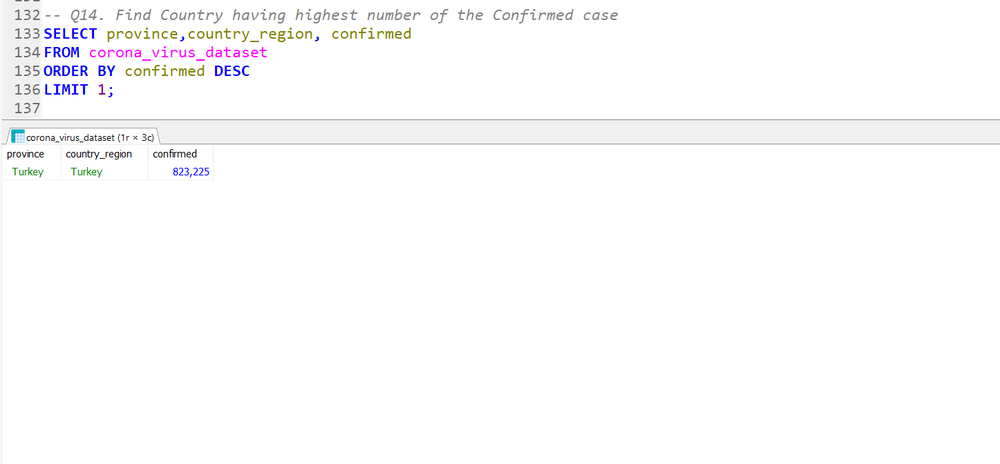 132 -- Q14. Find Country having highest number of the Confirmed case
133 SELECT province,country_region, confirmed
134 FROM corona_virus_dataset
135 ORDER BY confirmed DESC
136 LIMIT 1;
137
corona_virus_dataset (1r × 3c)
province country_region confirmed
Turkey Turkey 823,225